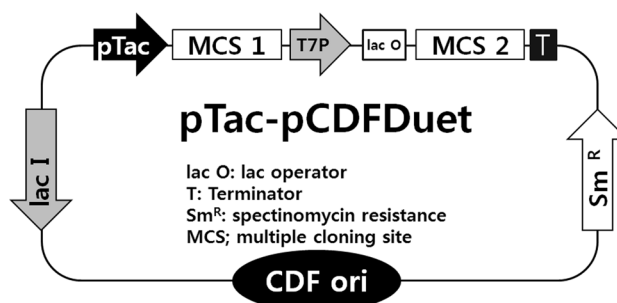 pTac MCS 1 T7P lac O MCS 2 T
pTac-pCDFDuet
lac I
lac O: lac operator
T: Terminator
Smᴿ: spectinomycin resistance
MCS; multiple cloning site
Sm ᴿ
CDF ori